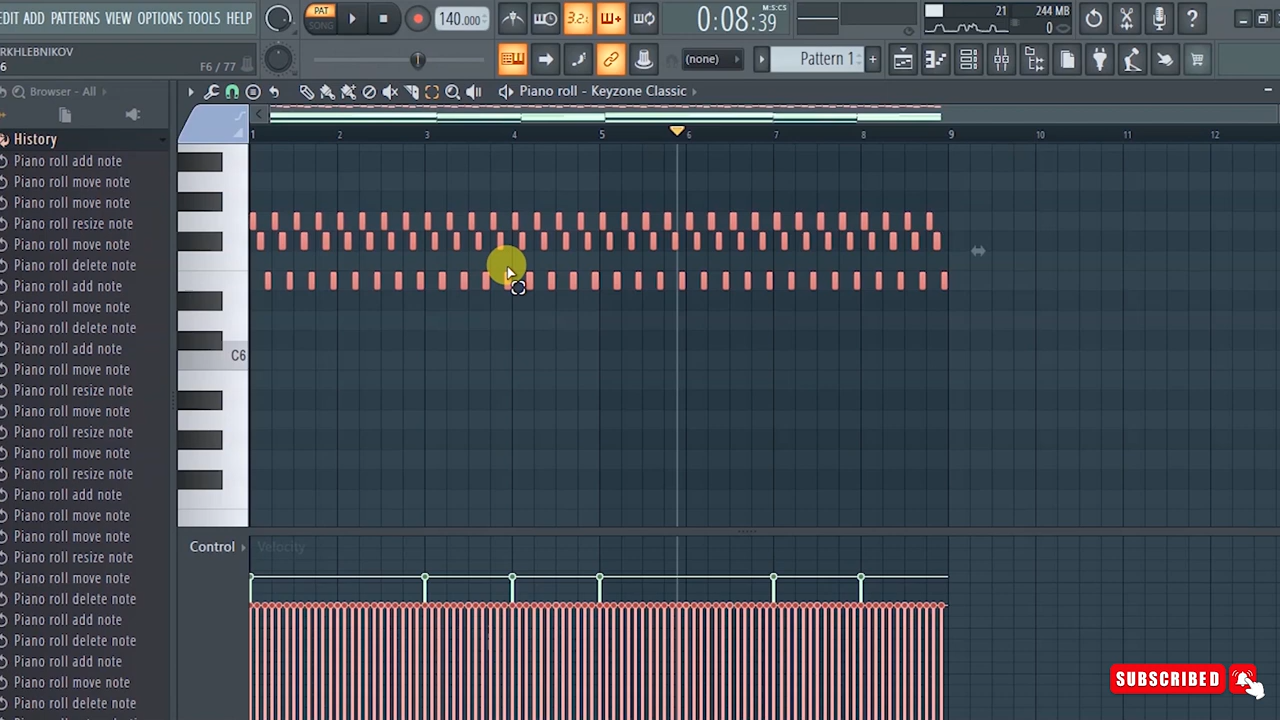 EDIT ADD PATTERNS VIEW OPTIONS TOOLS HELP
PAT
SONG
140.000
3.2:
0:08:39
M:S:CS
21
244 MB
0
RKHLEBNIKOV
6
F6 / 77
(none)
Pattern 1
Browser - All
Piano roll - Keyzone Classic
History
1 2 3 4 5 6 7 8 9 10 11 12
Piano roll add note
Piano roll move note
Piano roll move note
Piano roll resize note
Piano roll move note
Piano roll delete note
Piano roll add note
Piano roll move note
Piano roll delete note
Piano roll add note
C6
Piano roll move note
Piano roll resize note
Piano roll move note
Piano roll resize note
Piano roll move note
Piano roll resize note
Piano roll add note
Piano roll move note
Piano roll move note
Control
Velocity
Piano roll resize note
Piano roll move note
Piano roll delete note
Piano roll add note
Piano roll delete note
Piano roll add note
Piano roll move note
SUBSCRIBED
Piano roll delete note